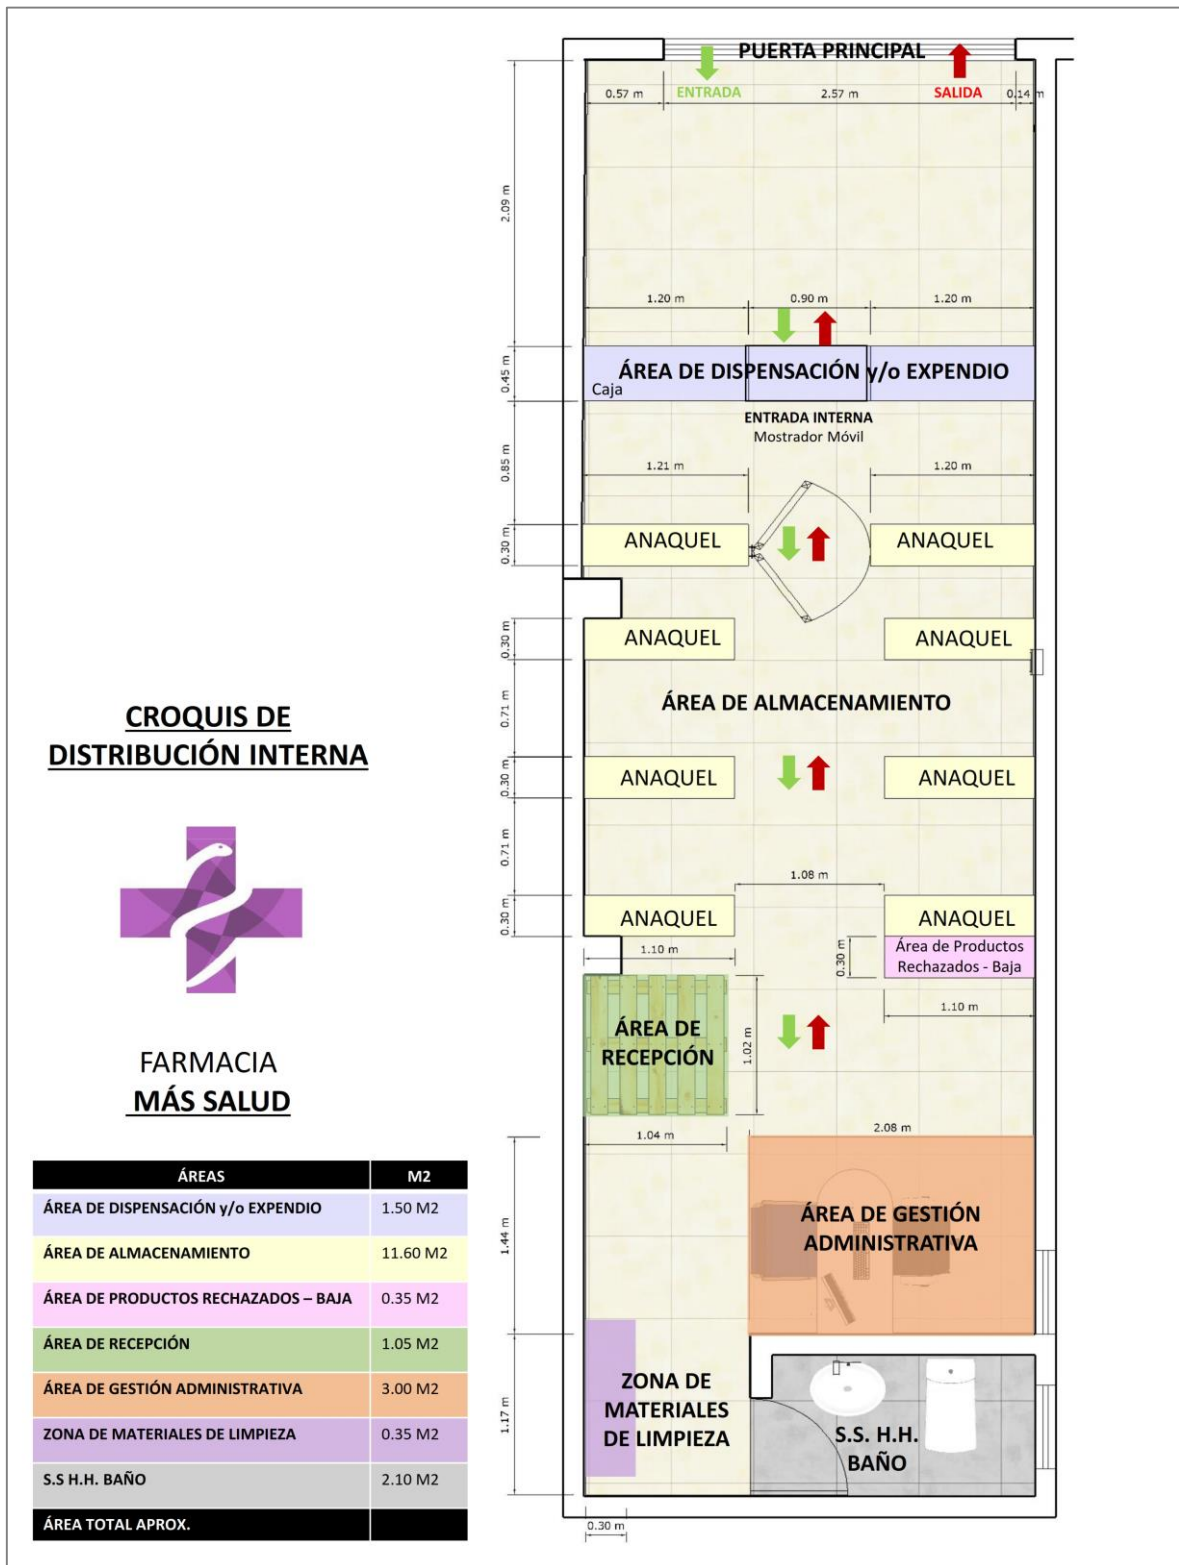 PUERTA PRINCIPAL
ENTRADA
SALIDA
0.57 m
2.57 m
0.14 m
2.09 m
1.20 m
0.90 m
1.20 m
0.45 m
ÁREA DE DISPENSACIÓN y/o EXPENDIO
Caja
ENTRADA INTERNA
Mostrador Móvil
0.85 m
1.21 m
1.20 m
0.30 m
ANAQUEL
ANAQUEL
0.30 m
ANAQUEL
ANAQUEL
0.71 m
ÁREA DE ALMACENAMIENTO
0.30 m
ANAQUEL
ANAQUEL
0.71 m
1.08 m
0.30 m
ANAQUEL
ANAQUEL
1.10 m
0.30 m
Área de Productos
Rechazados - Baja
1.10 m
ÁREA DE
RECEPCIÓN
1.02 m
1.04 m
2.08 m
1.44 m
ÁREA DE GESTIÓN
ADMINISTRATIVA
1.17 m
ZONA DE
MATERIALES
DE LIMPIEZA
S.S. H.H.
BAÑO
0.30 m
CROQUIS DE
DISTRIBUCIÓN INTERNA
FARMACIA
MÁS SALUD
ÁREAS M2
ÁREA DE DISPENSACIÓN y/o EXPENDIO 1.50 M2
ÁREA DE ALMACENAMIENTO 11.60 M2
ÁREA DE PRODUCTOS RECHAZADOS – BAJA 0.35 M2
ÁREA DE RECEPCIÓN 1.05 M2
ÁREA DE GESTIÓN ADMINISTRATIVA 3.00 M2
ZONA DE MATERIALES DE LIMPIEZA 0.35 M2
S.S H.H. BAÑO 2.10 M2
ÁREA TOTAL APROX.